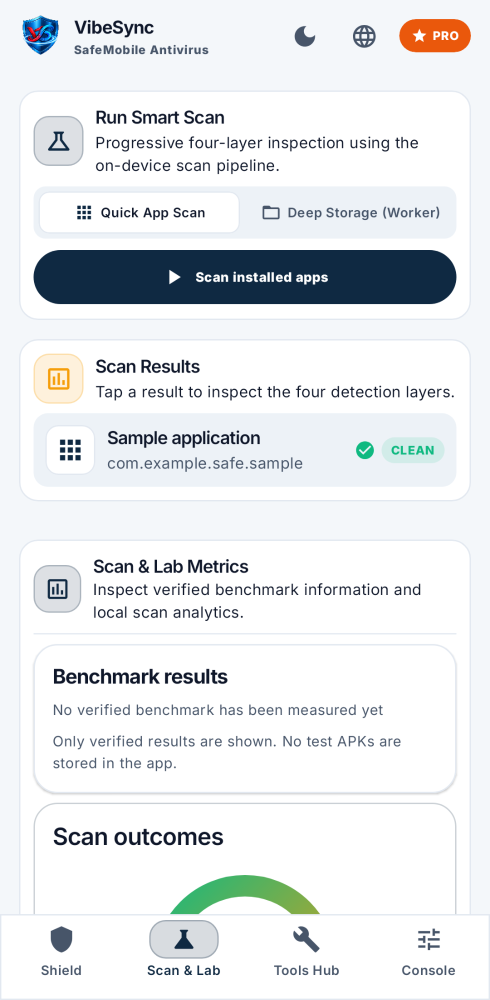 VibeSync
SafeMobile Antivirus
PRO
Run Smart Scan
Progressive four-layer inspection using the
on-device scan pipeline.
Quick App Scan
Deep Storage (Worker)
Scan installed apps
Scan Results
Tap a result to inspect the four detection layers.
Sample application
com.example.safe.sample
CLEAN
Scan & Lab Metrics
Inspect verified benchmark information and
local scan analytics.
Benchmark results
No verified benchmark has been measured yet
Only verified results are shown. No test APKs are
stored in the app.
Scan outcomes
Shield
Scan & Lab
Tools Hub
Console